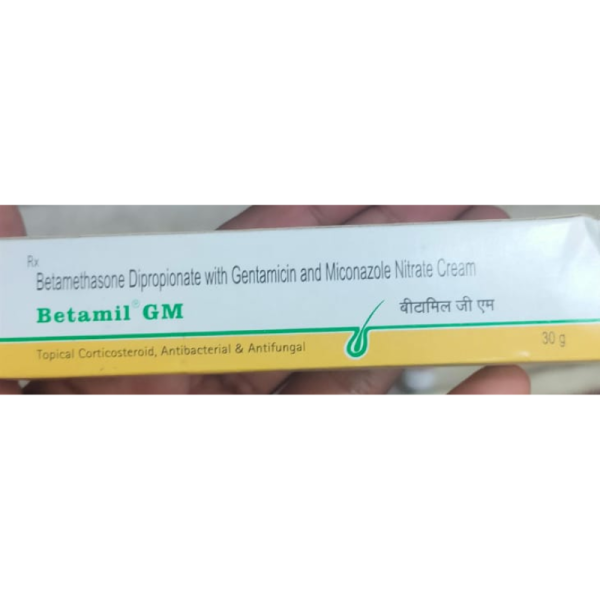 Rx
Betamethasone Dipropionate with Gentamicin and Miconazole Nitrate Cream
Betamil® GM
बीटामिल जी एम
Topical Corticosteroid, Antibacterial & Antifungal
30 g